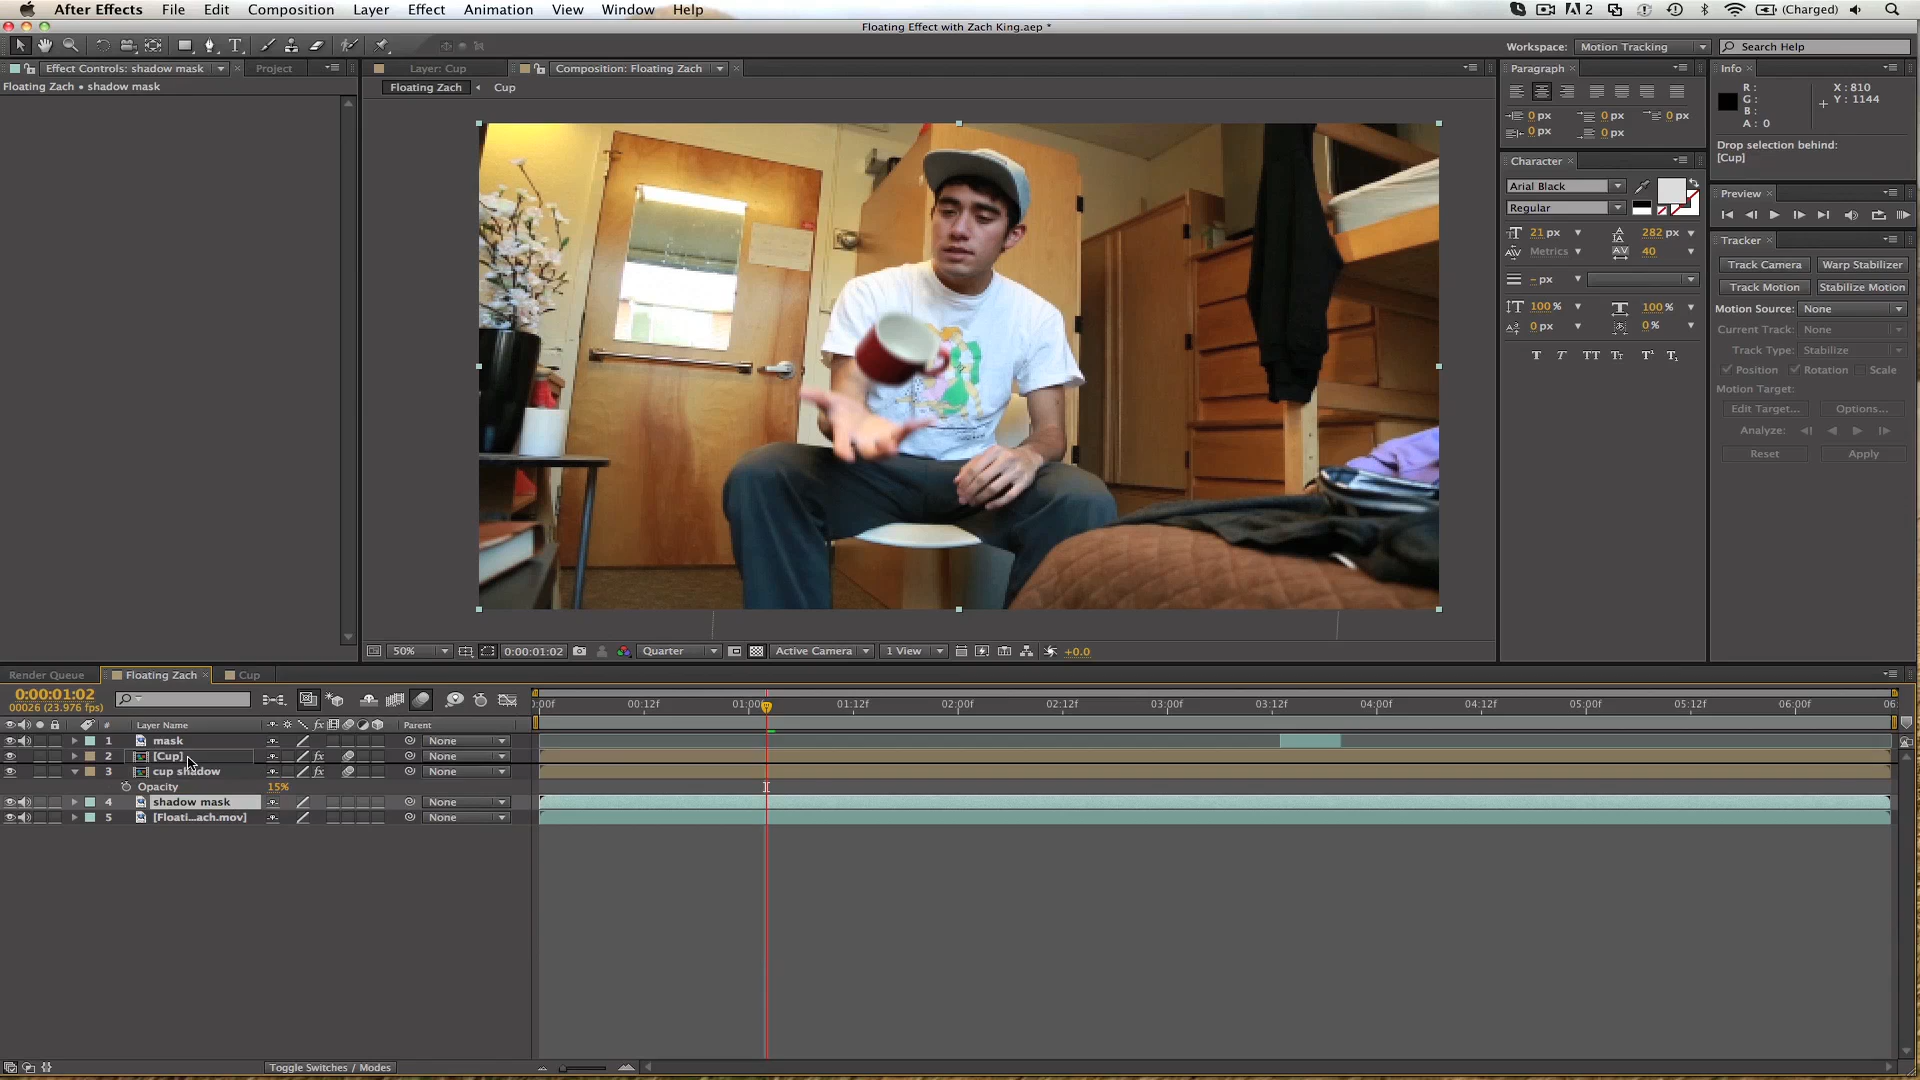 After Effects File Edit Composition Layer Effect Animation View Window Help 2 (Charged)
Floating Effect with Zach King.aep *
Workspace: Motion Tracking Search Help
Effect Controls: shadow mask Project Layer: Cup Composition: Floating Zach Paragraph Info
Floating Zach • shadow mask Floating Zach Cup
R : X : 810
G : Y : 1144
B :
A : 0
0 px 0 px 0 px
0 px 0 px
Drop selection behind:
[Cup]
Character
Arial Black
Regular
Preview
21 px 282 px
Metrics 40
– px
100 % 100 %
0 px 0 %
T T TT Tr T¹ T,
Tracker
Track Camera Warp Stabilizer
Track Motion Stabilize Motion
Motion Source: None
Current Track: None
Track Type: Stabilize
Position Rotation Scale
Motion Target:
Edit Target... Options...
Analyze:
Reset Apply
50% 0:00:01:02 Quarter Active Camera 1 View +0.0
Render Queue Floating Zach Cup
0:00:01:02
00026 (23.976 fps)
:00f 00:12f 01:00 01:12f 02:00f 02:12f 03:00f 03:12f 04:00f 04:12f 05:00f 05:12f 06:00f 06:
# Layer Name fx Parent
1 mask None
2 [Cup] fx None
3 cup shadow fx None
Opacity 15%
4 shadow mask None
5 [Floati...ach.mov] None
Toggle Switches / Modes